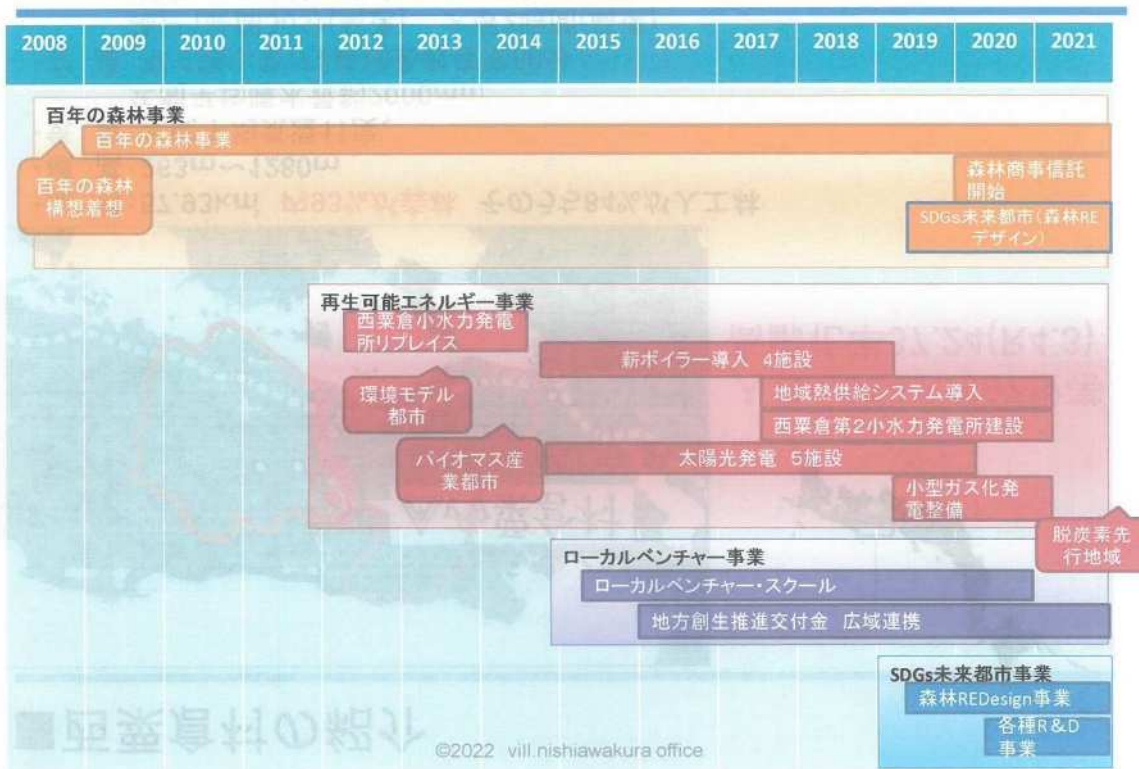 2008 2009 2010 2011 2012 2013 2014 2015 2016 2017 2018 2019 2020 2021
百年の森林事業
百年の森林事業
百年の森林
構想着想
森林商事信託
開始
SDGs未来都市(森林RE
デザイン)
再生可能エネルギー事業
西粟倉小水力発電
所リプレイス
薪ボイラー導入 4施設
環境モデル
都市
地域熱供給システム導入
西粟倉第2小水力発電所建設
バイオマス産
業都市
太陽光発電 5施設
小型ガス化発
電整備
脱炭素先
行地域
ローカルベンチャー事業
ローカルベンチャー・スクール
地方創生推進交付金 広域連携
SDGs未来都市事業
森林REDesign事業
各種R&D
事業
©2022 vill.nishiawakura office